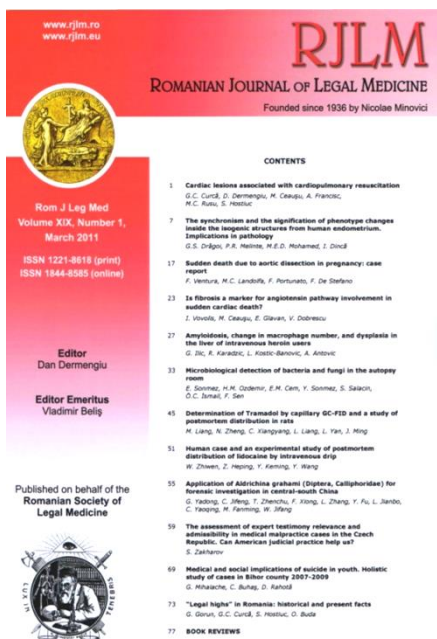 www.rjlm.ro
www.rjlm.eu
RJLM
ROMANIAN JOURNAL OF LEGAL MEDICINE
Founded since 1936 by Nicolae Minovici
Rom J Leg Med
Volume XIX, Number 1,
March 2011
ISSN 1221-8618 (print)
ISSN 1844-8585 (online)
Editor
Dan Dermengiu
Editor Emeritus
Vladimir Beliş
Published on behalf of the
Romanian Society of
Legal Medicine
CONTENTS
1 Cardiac lesions associated with cardiopulmonary resuscitation
G.C. Curcă, D. Dermengiu, M. Ceauşu, A. Francisc,
M.C. Rusu, S. Hostiuc
7 The synchronism and the signification of phenotype changes
inside the isogenic structures from human endometrium.
Implications in pathology
G.S. Drăgoi, P.R. Melinte, M.E.D. Mohamed, I. Dincă
17 Sudden death due to aortic dissection in pregnancy: case
report
F. Ventura, M.C. Landolfa, F. Portunato, F. De Stefano
23 Is fibrosis a marker for angiotensin pathway involvement in
sudden cardiac death?
I. Vovolis, M. Ceauşu, E. Glavan, V. Dobrescu
27 Amyloidosis, change in macrophage number, and dysplasia in
the liver of intravenous heroin users
G. Ilic, R. Karadzic, L. Kostic-Banovic, A. Antovic
33 Microbiological detection of bacteria and fungi in the autopsy
room
E. Sonmez, H.M. Ozdemir, E.M. Cem, Y. Sonmez, S. Salacin,
O.C. Ismail, F. Sen
45 Determination of Tramadol by capillary GC-FID and a study of
postmortem distribution in rats
M. Liang, N. Zheng, C. Xiangyang, L. Liang, L. Yan, J. Ming
51 Human case and an experimental study of postmortem
distribution of lidocaine by intravenous drip
W. Zhiwen, Z. Heping, Y. Keming, Y. Wang
55 Application of Aldrichina grahami (Diptera, Calliphoridae) for
forensic investigation in central-south China
G. Yadong, C. Jifeng, T. Zhenchu, F. Xiong, L. Zhang, Y. Fu, L. Jianbo,
C. Yaoqing, M. Fanming, W. Jifang
59 The assessment of expert testimony relevance and
admissibility in medical malpractice cases in the Czech
Republic. Can American judicial practice help us?
S. Zakharov
69 Medical and social implications of suicide in youth. Holistic
study of cases in Bihor county 2007-2009
G. Mihalache, C. Buhaş, D. Rahotă
73 "Legal highs" in Romania: historical and present facts
G. Gorun, G.C. Curcă, S. Hostiuc, O. Buda
77 BOOK REVIEWS